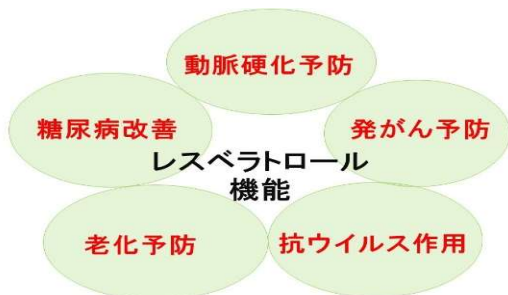 動脈硬化予防
糖尿病改善
発がん予防
レスベラトロール
機能
老化予防
抗ウイルス作用